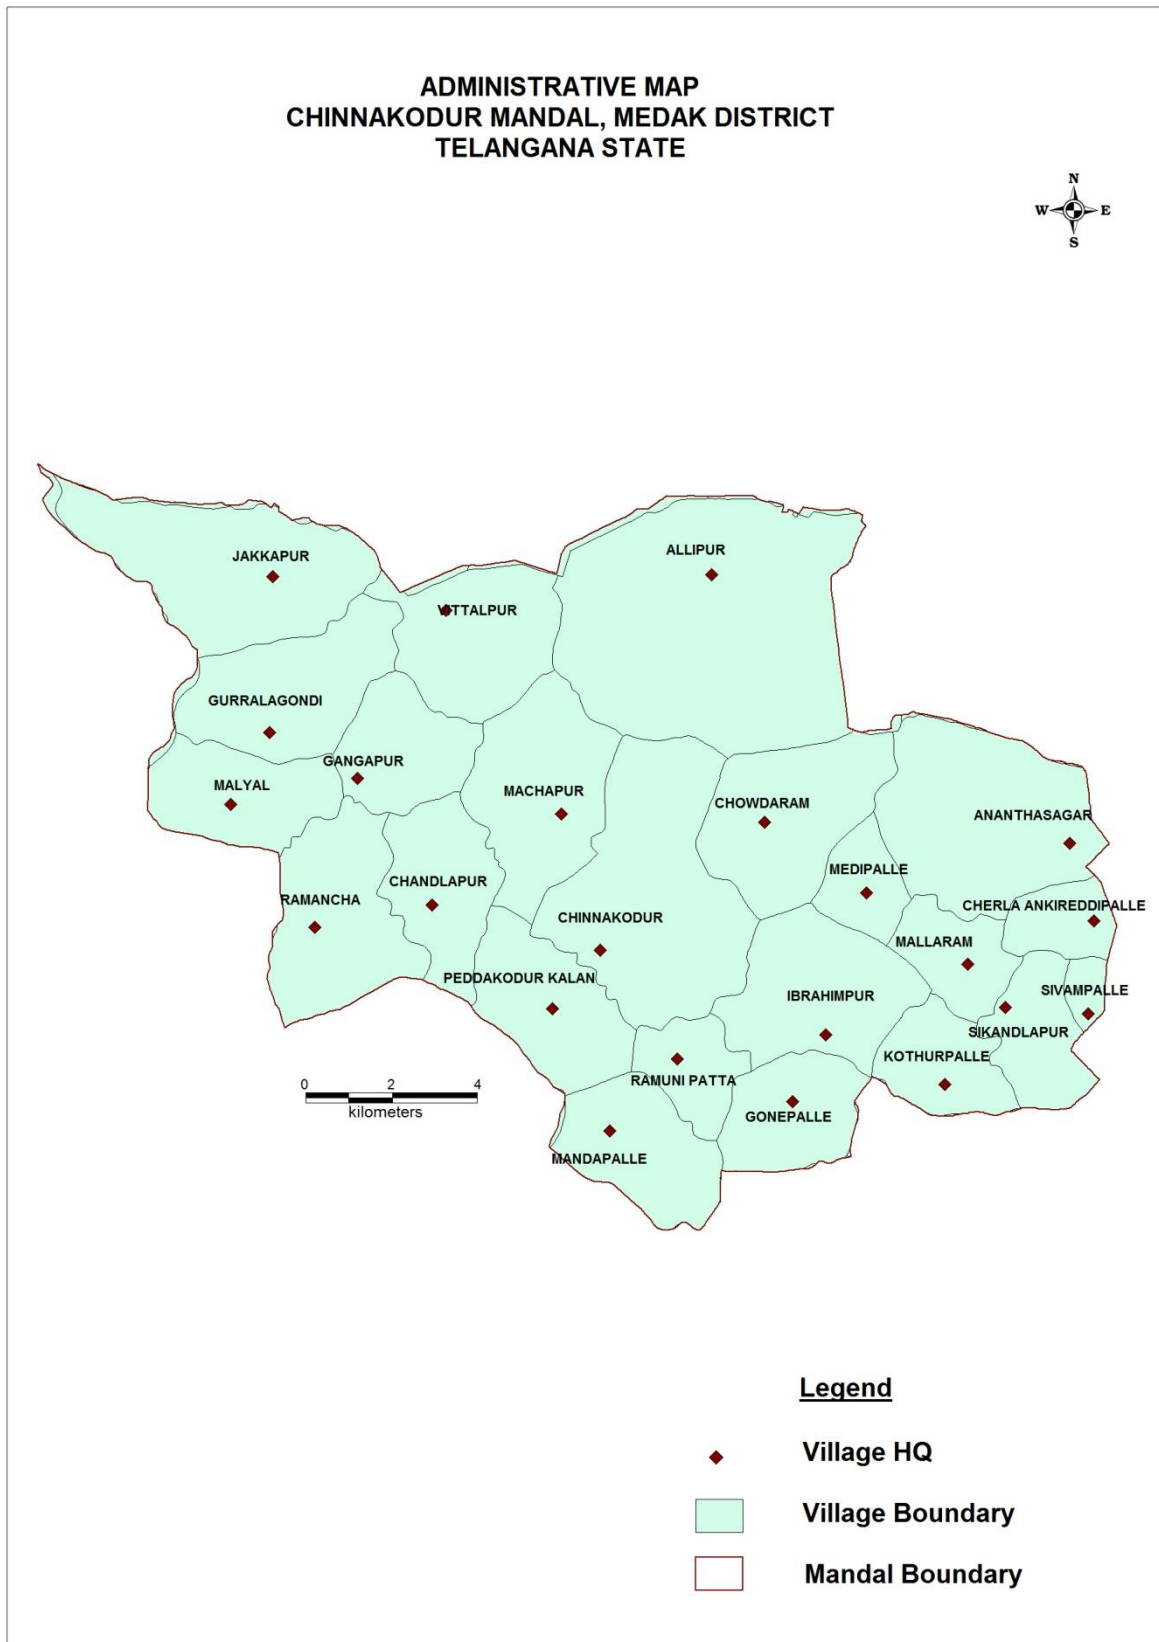 ADMINISTRATIVE MAP
CHINNAKODUR MANDAL, MEDAK DISTRICT
TELANGANA STATE
N
W E
S
ALLIPUR
JAKKAPUR
VITTALPUR
GURRALAGONDI
GANGAPUR
MALYAL
MACHAPUR
CHOWDARAM
ANANTHASAGAR
MEDIPALLE
CHANDLAPUR
RAMANCHA
CHERLA ANKIREDDIPALLE
CHINNAKODUR
MALLARAM
PEDDAKODUR KALAN
SIVAMPALLE
IBRAHIMPUR
SIKANDLAPUR
KOTHURPALLE
RAMUNI PATTA
0 2 4
kilometers
GONEPALLE
MANDAPALLE
Legend
Village HQ
Village Boundary
Mandal Boundary